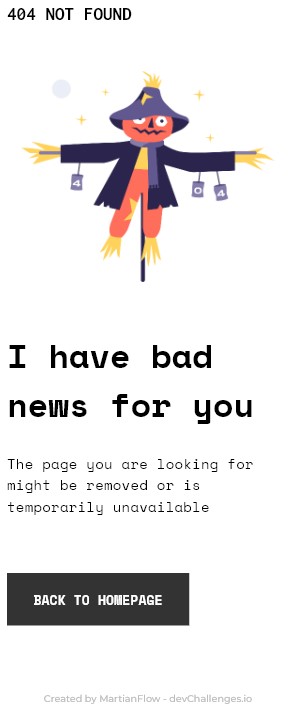 404 NOT FOUND
4
0
4
I have bad
news for you
The page you are looking for
might be removed or is
temporarily unavailable
BACK TO HOMEPAGE
Created by MartianFlow - devChallenges.io